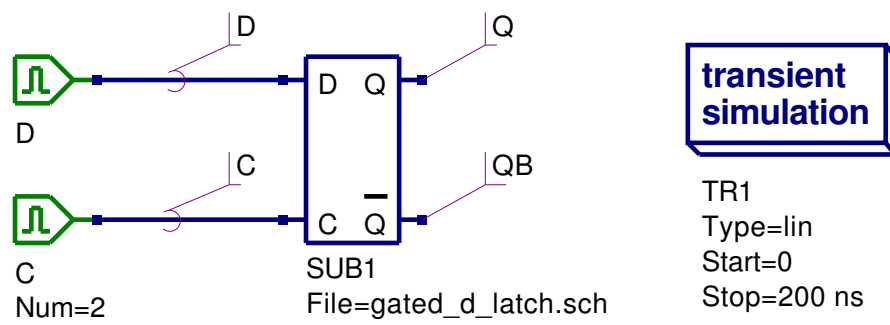 D
Q
D
D
Q
transient
simulation
C
QB
C
Q
C
Num=2
SUB1
File=gated_d_latch.sch
TR1
Type=lin
Start=0
Stop=200 ns